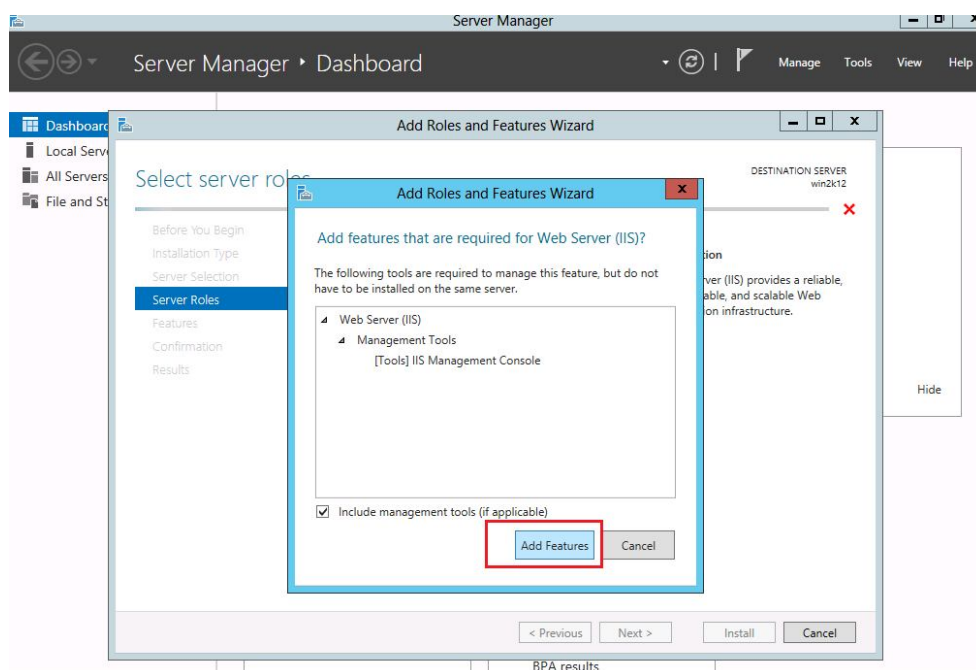 Server Manager
Server Manager • Dashboard
Manage Tools View Help
Dashboard
Local Serve
All Servers
File and St
Add Roles and Features Wizard
Select server roles
DESTINATION SERVER
win2k12
Before You Begin
Installation Type
Server Selection
Server Roles
Features
Confirmation
Results
Add Roles and Features Wizard
Add features that are required for Web Server (IIS)?
The following tools are required to manage this feature, but do not
have to be installed on the same server.
Web Server (IIS)
Management Tools
[Tools] IIS Management Console
Include management tools (if applicable)
Add Features Cancel
tion
rver (IIS) provides a reliable,
able, and scalable Web
ion infrastructure.
Hide
< Previous Next > Install Cancel
BPA results